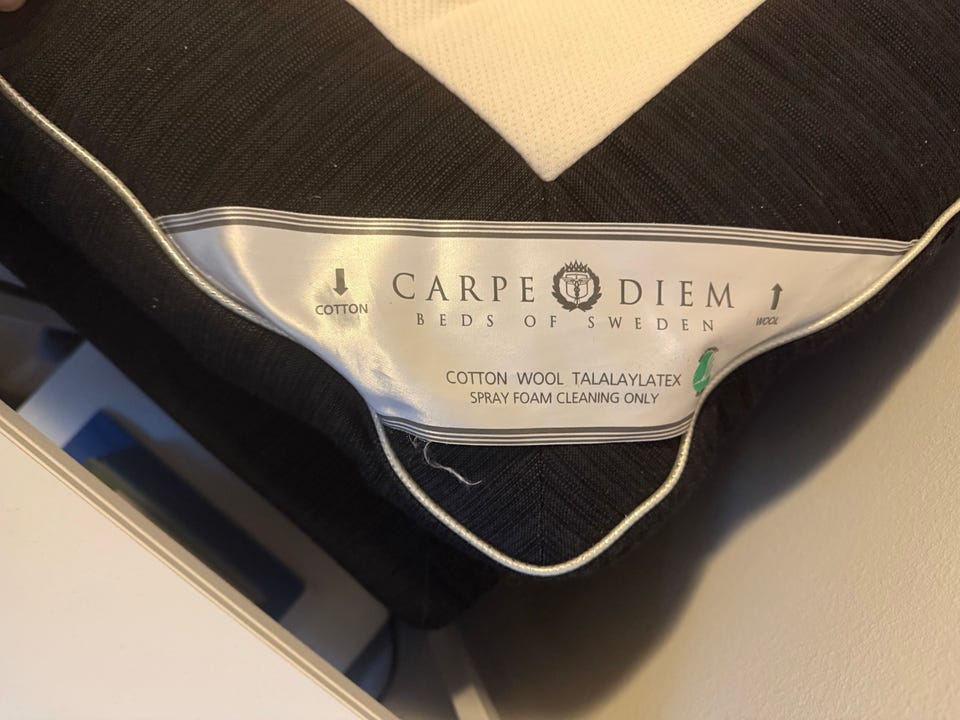 COTTON
CARPE DIEM
WOOL
BEDS OF SWEDEN
COTTON WOOL TALALAYLATEX
SPRAY FOAM CLEANING ONLY